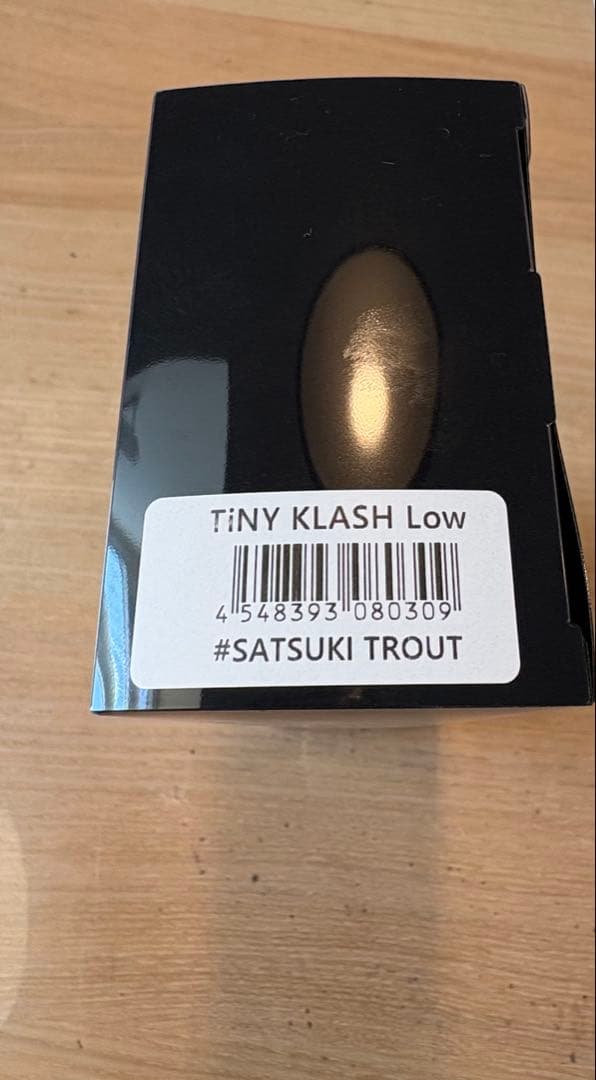 TiNY KLASH Low
4 548393 080309
#SATSUKI TROUT